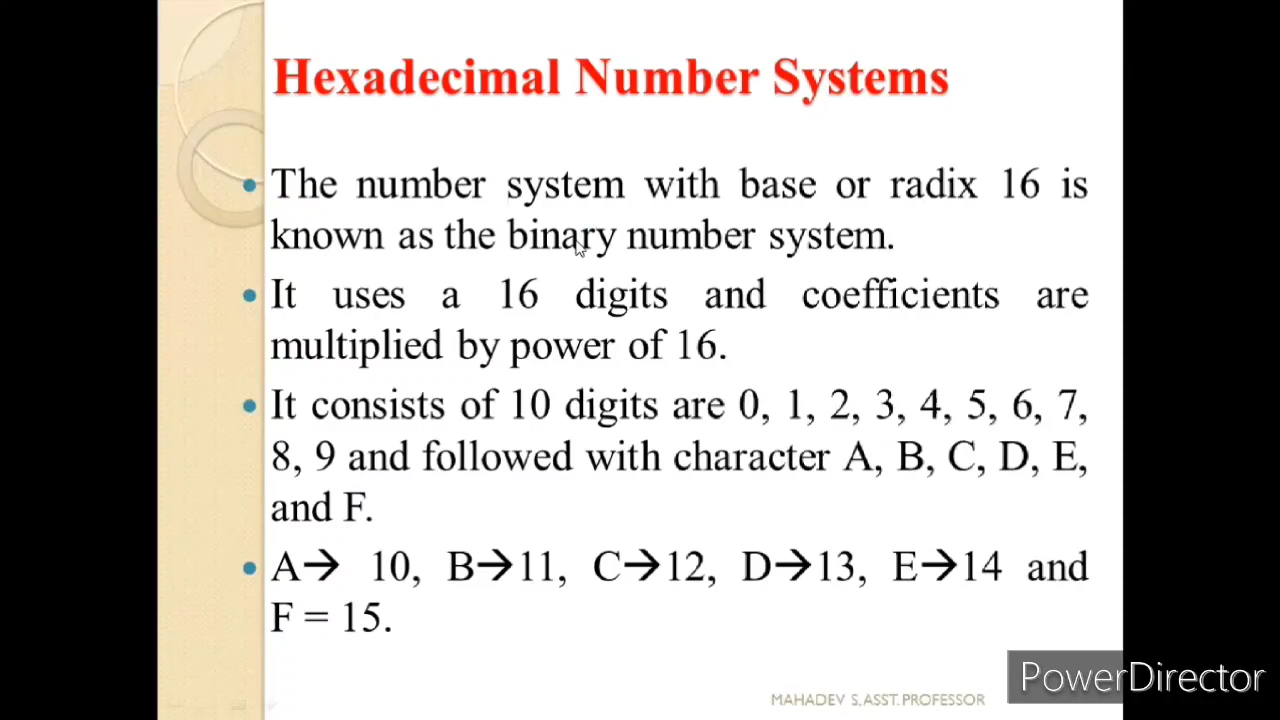 Hexadecimal Number Systems
The number system with base or radix 16 is
known as the binary number system.
It uses a 16 digits and coefficients are
multiplied by power of 16.
It consists of 10 digits are 0, 1, 2, 3, 4, 5, 6, 7,
8, 9 and followed with character A, B, C, D, E,
and F.
A→ 10, B→11, C→12, D→13, E→14 and
F = 15.
MAHADEV S, ASST. PROFESSOR
PowerDirector